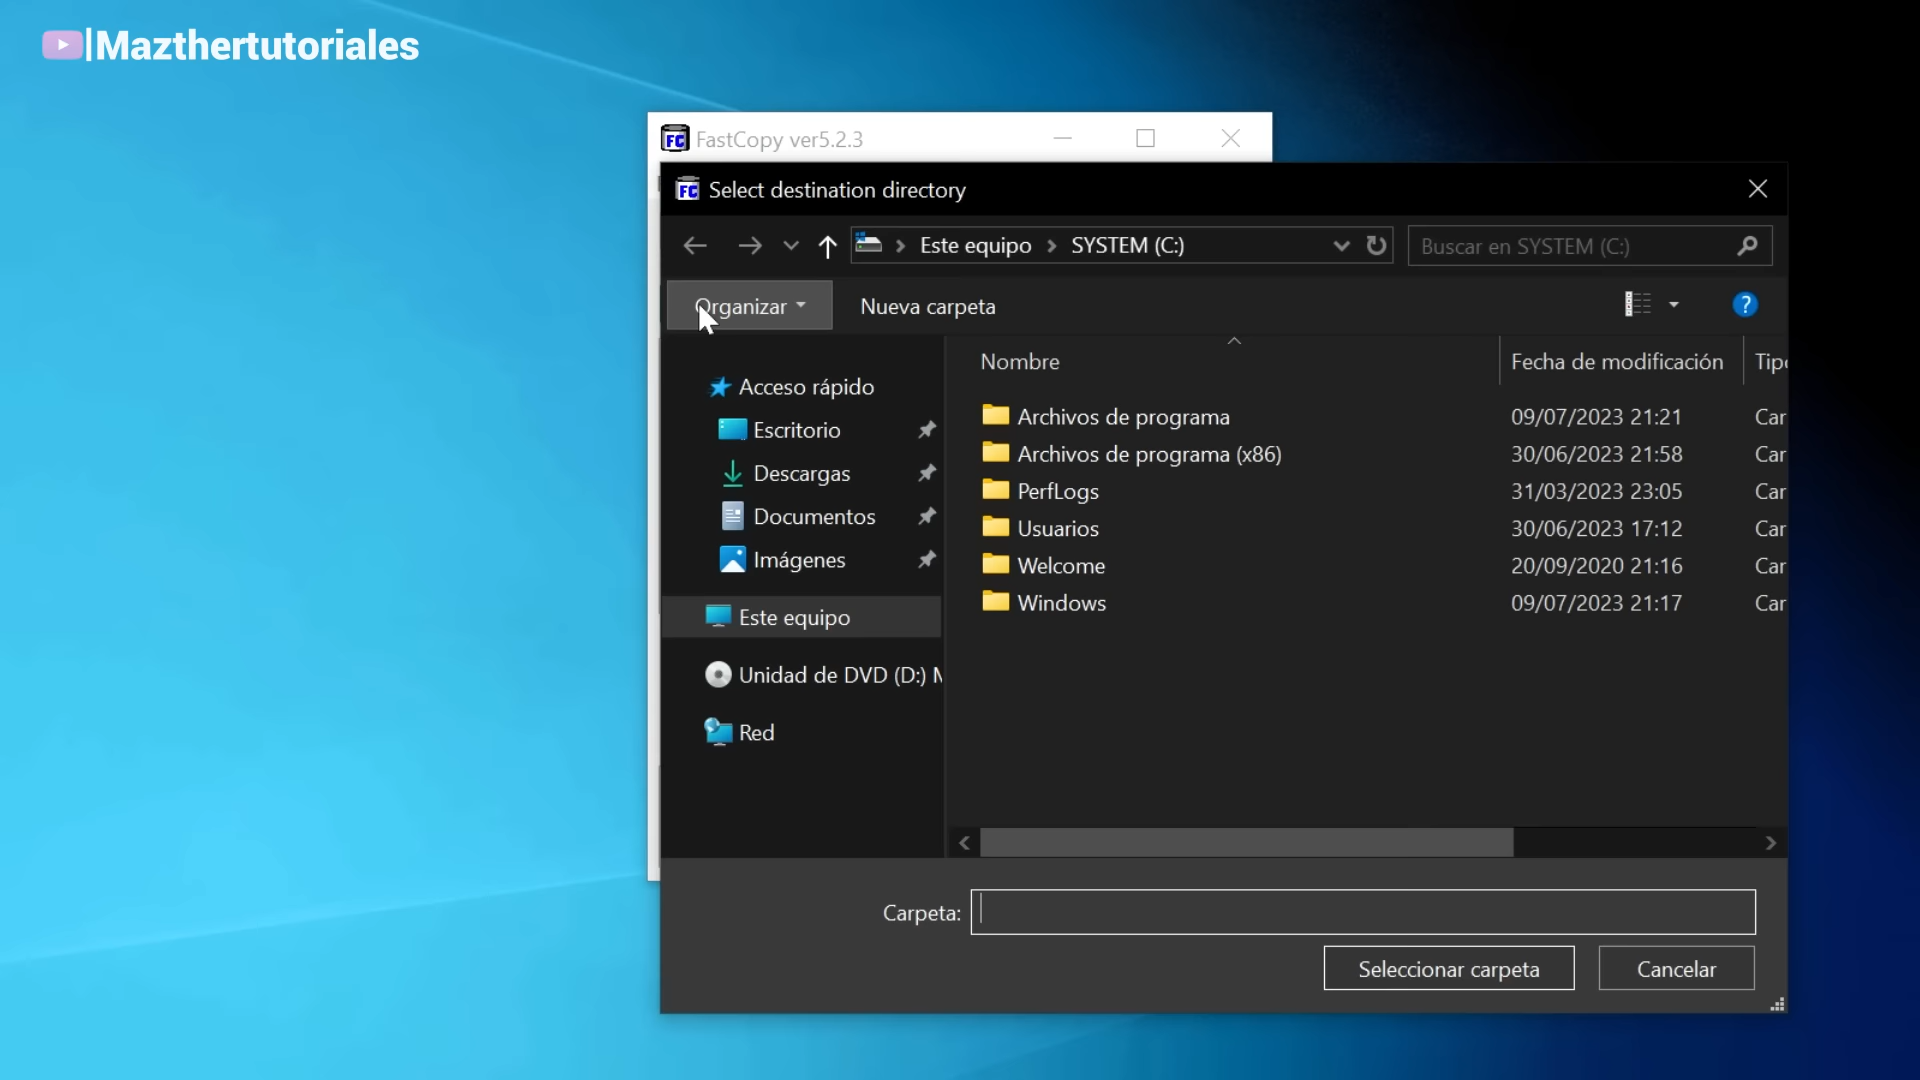 |Mazthertutoriales
FC FastCopy ver5.2.3
FC Select destination directory
Este equipo > SYSTEM (C:)
Buscar en SYSTEM (C:)
Organizar
Nueva carpeta
?
Nombre
Fecha de modificación
Acceso rápido
Escritorio
Descargas
Documentos
Imágenes
Este equipo
Unidad de DVD (D:)
Red
Archivos de programa 09/07/2023 21:21 Car
Archivos de programa (x86) 30/06/2023 21:58 Car
PerfLogs 31/03/2023 23:05 Car
Usuarios 30/06/2023 17:12 Car
Welcome 20/09/2020 21:16 Car
Windows 09/07/2023 21:17 Car
Carpeta:
Seleccionar carpeta
Cancelar